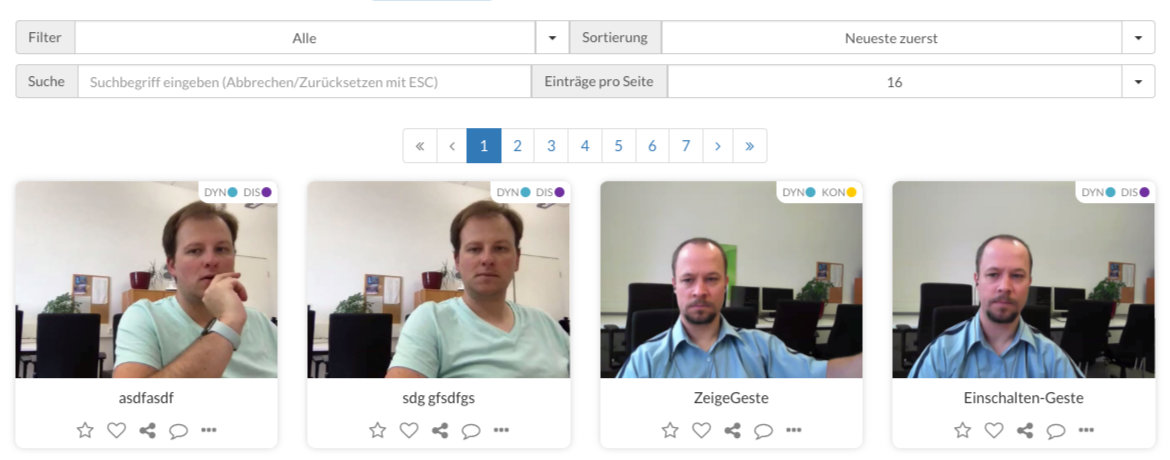 Filter Alle Sortierung Neueste zuerst
Suche Suchbegriff eingeben (Abbrechen/Zurücksetzen mit ESC) Einträge pro Seite 16
« ‹ 1 2 3 4 5 6 7 › »
DYN DIS DYN DIS DYN KON DYN DIS
asdfasdf sdg gfsdfgs ZeigeGeste Einschalten-Geste